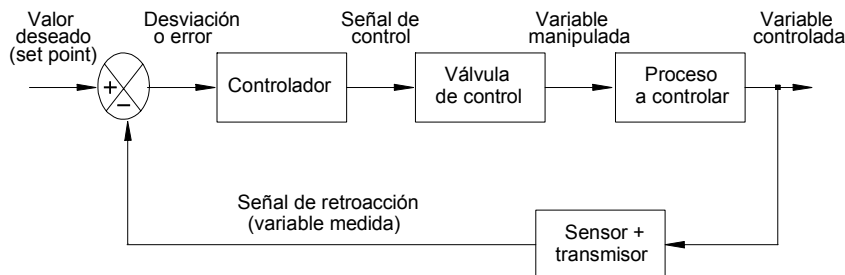 Valor
deseado
(set point)
Desviación
o error
Señal de
control
Variable
manipulada
Variable
controlada
+
−
Controlador
Válvula
de control
Proceso
a controlar
Señal de retroacción
(variable medida)
Sensor +
transmisor